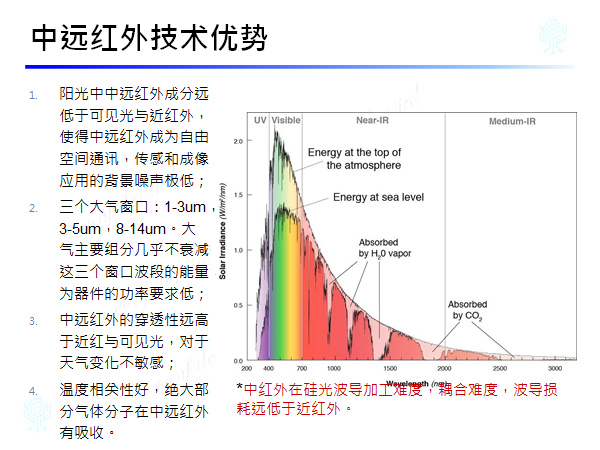 中远红外技术优势
1. 阳光中中远红外成分远
低于可见光与近红外，
使得中远红外成为自由
空间通讯，传感和成像
应用的背景噪声极低；
2. 三个大气窗口：1-3um，
3-5um，8-14um。大
气主要组分几乎不衰减
这三个窗口波段的能量
为器件的功率要求低；
3. 中远红外的穿透性远高
于近红与可见光，对于
天气变化不敏感；
4. 温度相关性好，绝大部
分气体分子在中远红外
有吸收。
UV Visible Near-IR Medium-IR
Energy at the top of
the atmosphere
Energy at sea level
Absorbed
by H₂0 vapor
Absorbed
by CO₂
Solar Irradiance (W/m²/nm)
2.0
1.5
1.0
0.5
0.0
200 400 700 1000 1500 2000 2500 3000
Wavelength (nm)
*中红外在硅光波导加工难度，耦合难度，波导损
耗远低于近红外。